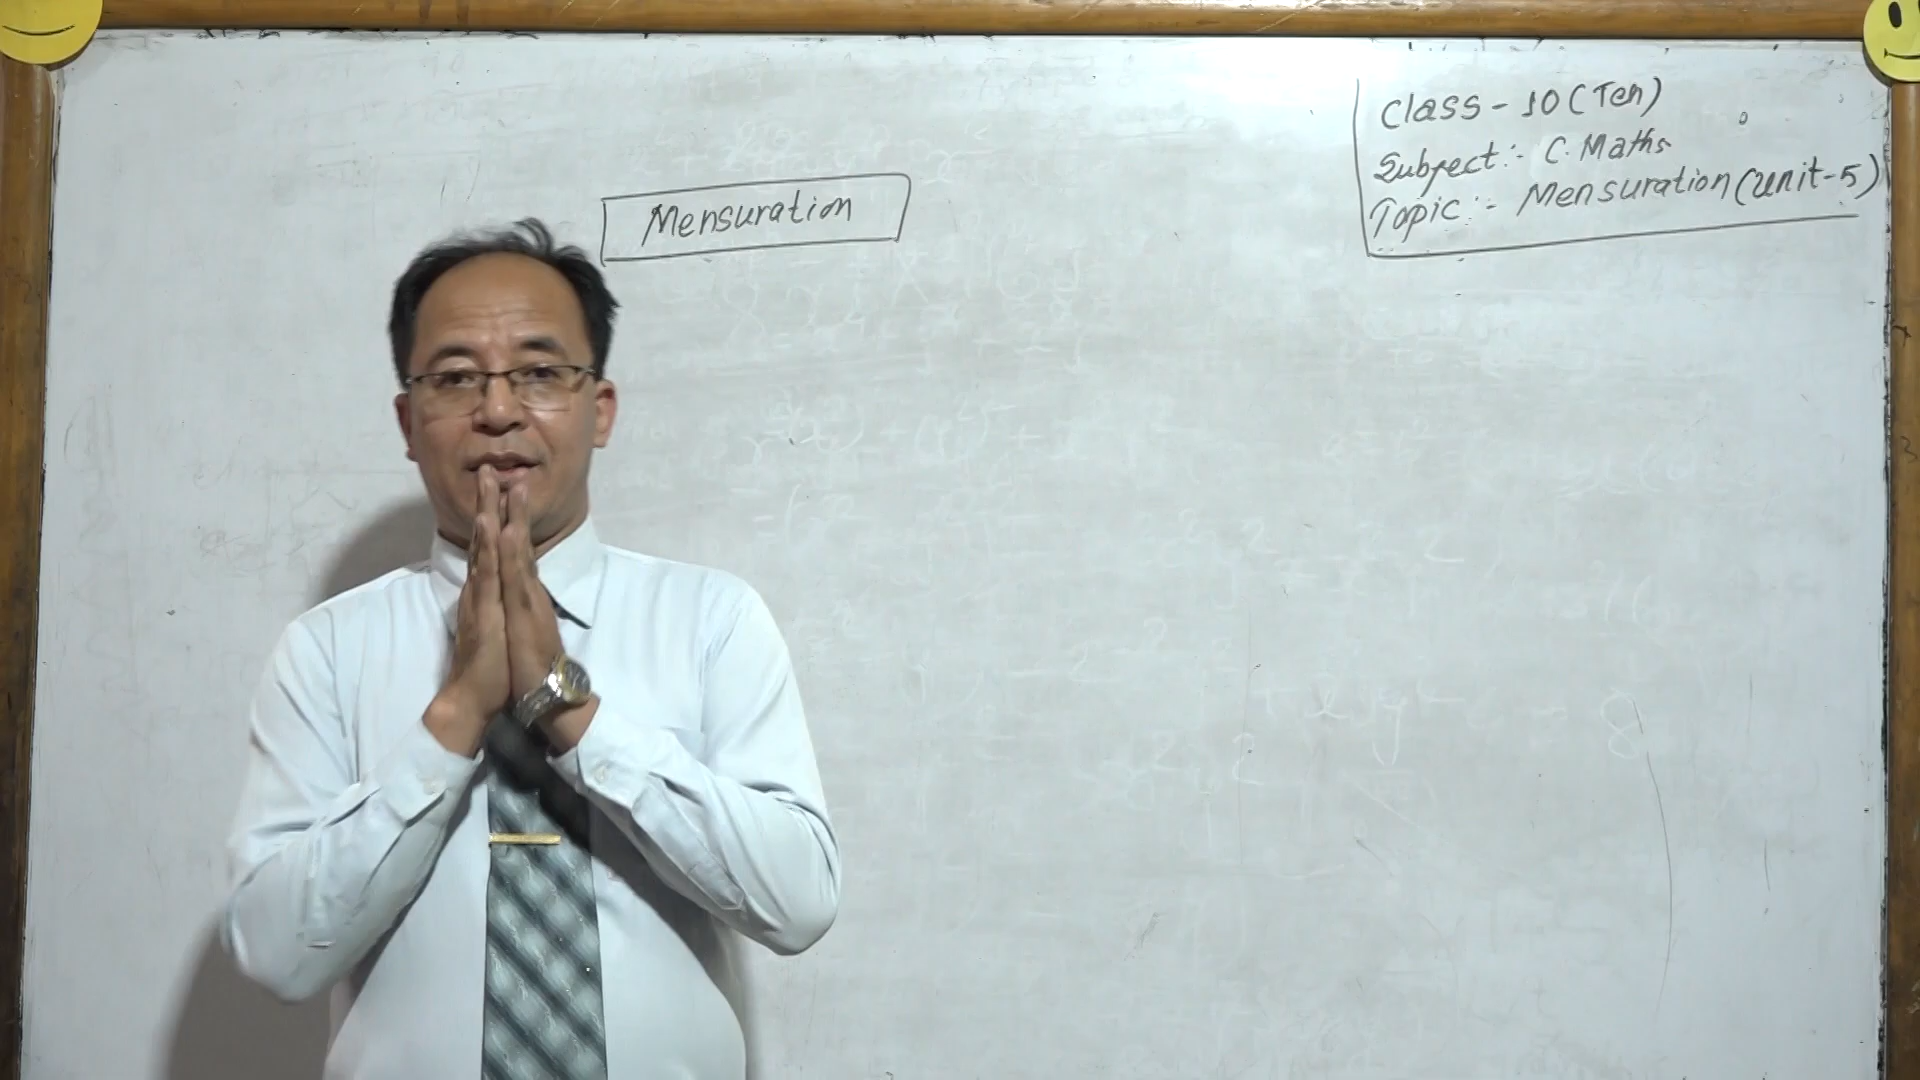 Mensuration
Class - 10 (Ten)
Subject :- C. Maths
Topic :- Mensuration (Unit-5)